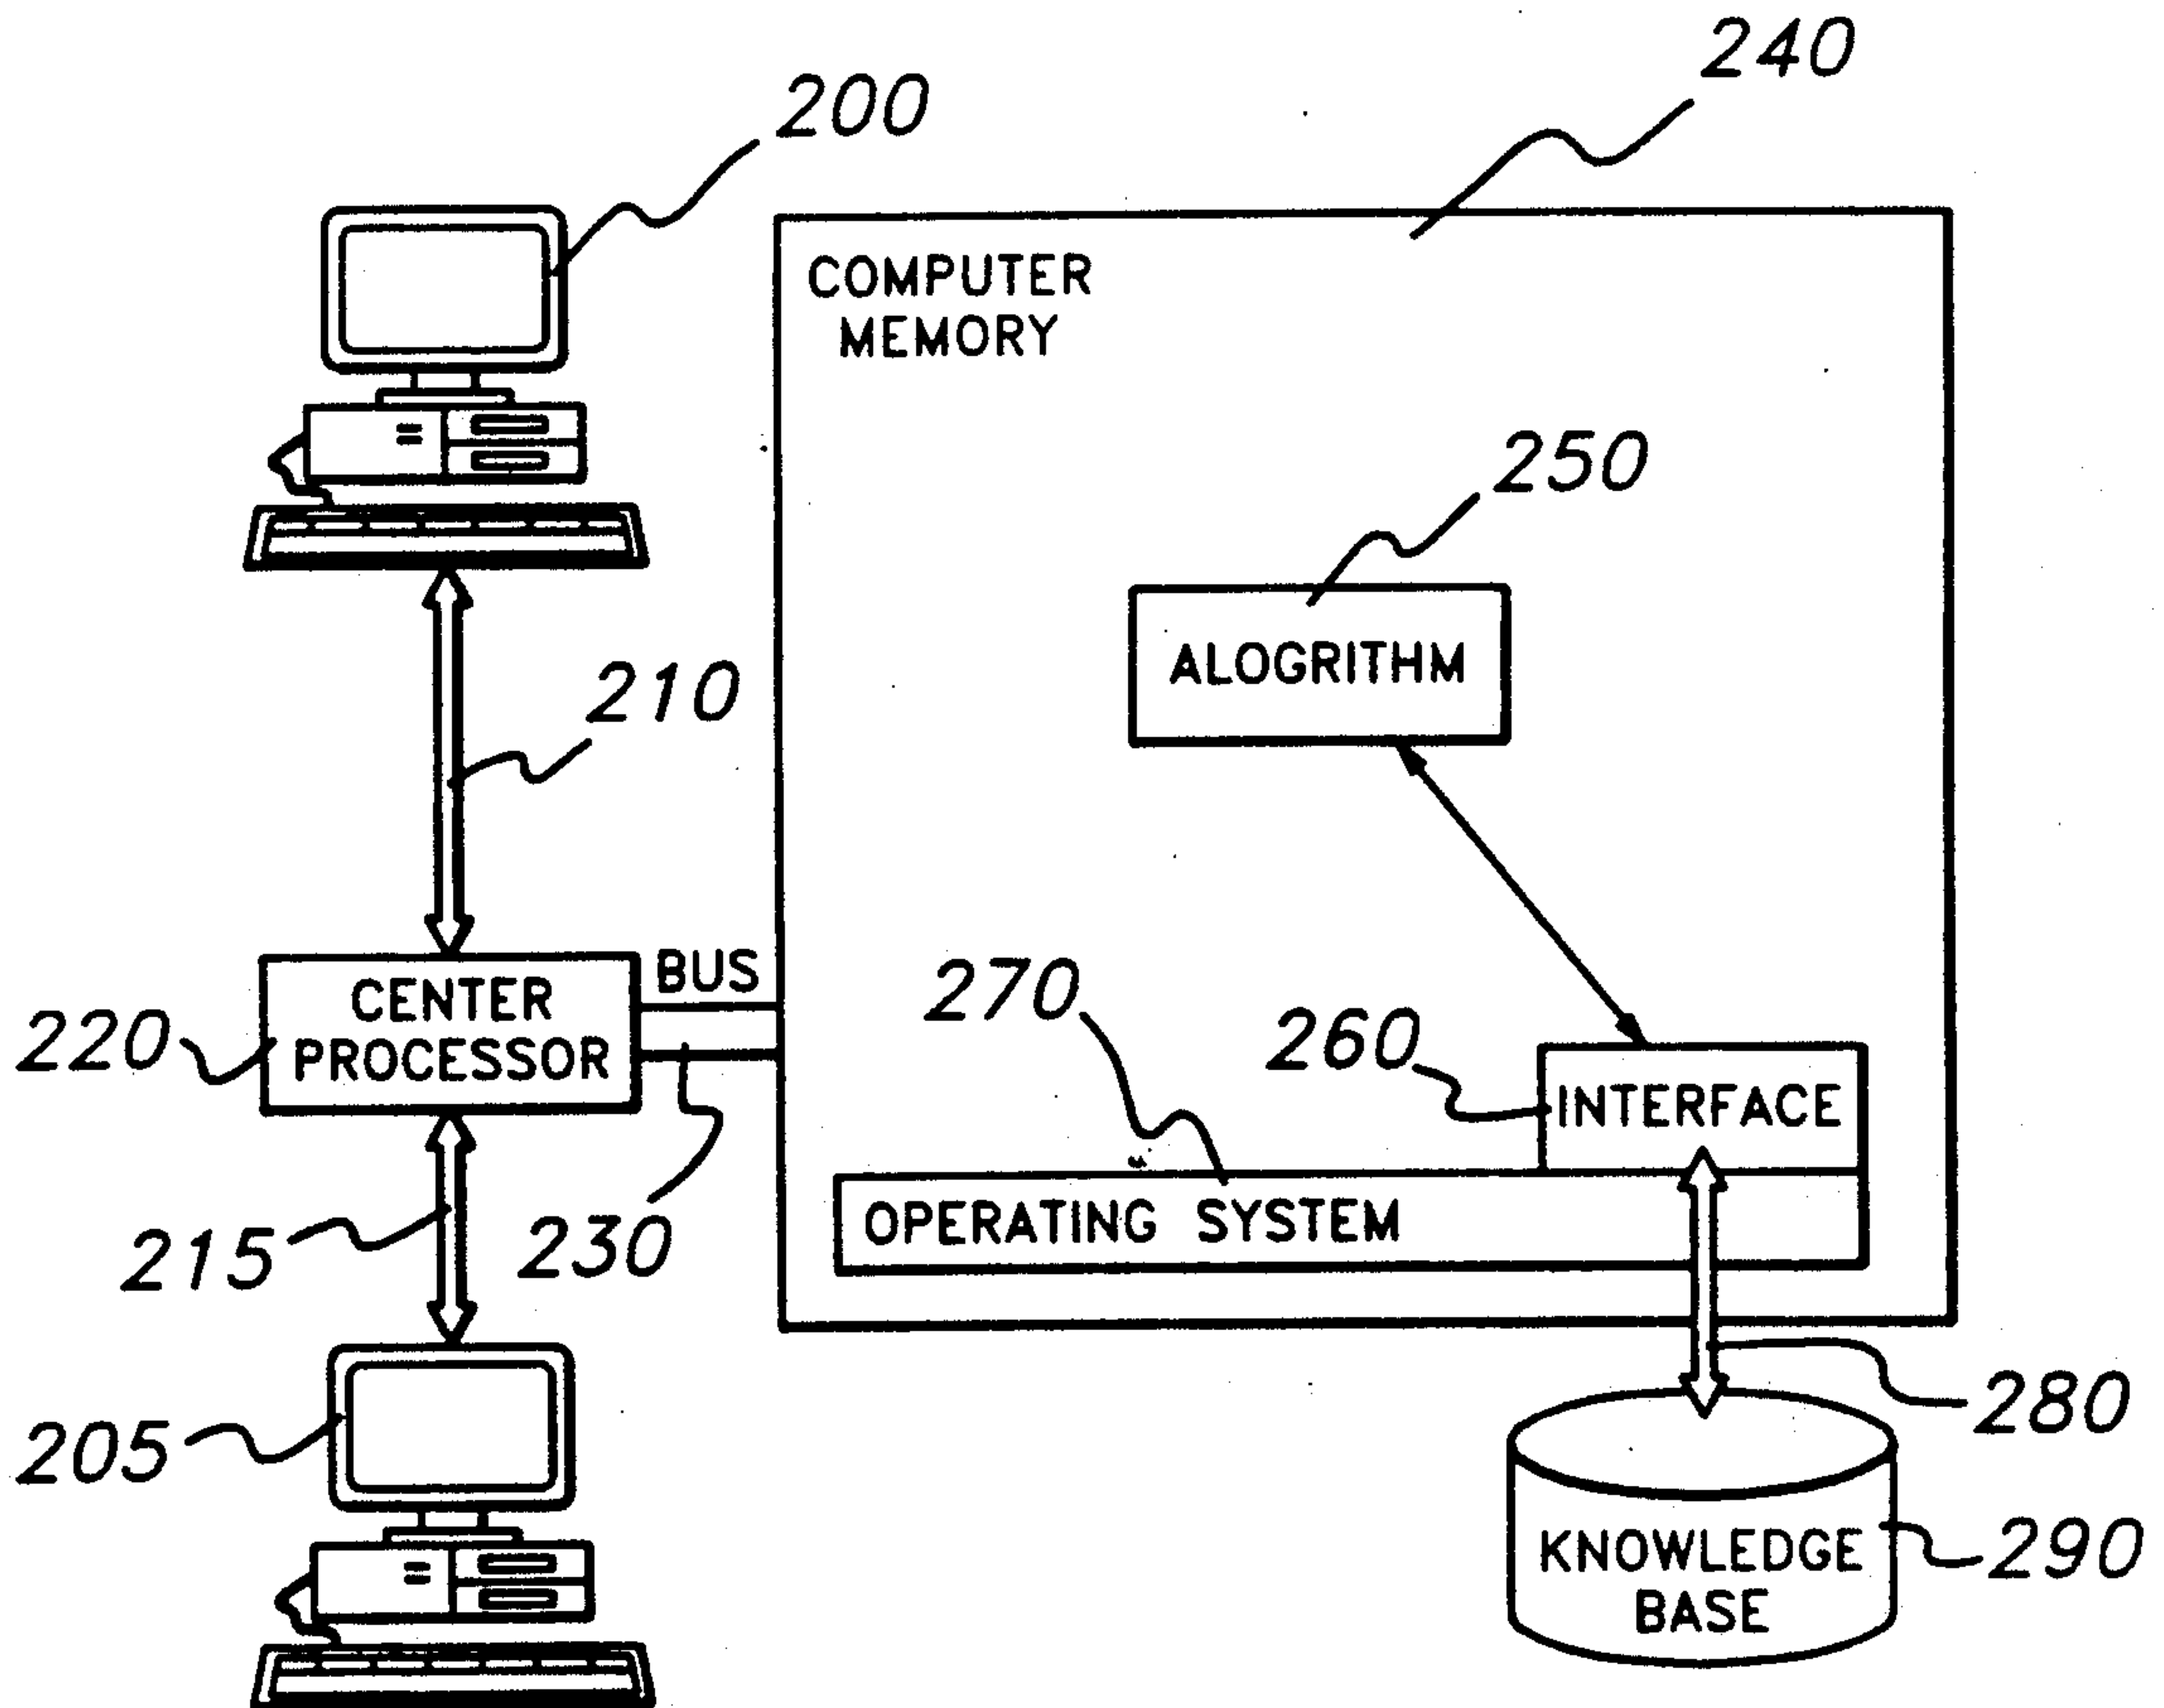 240
200
COMPUTER
MEMORY
250
ALOGRITHM
210
BUS
CENTER
PROCESSOR
220
270
260
INTERFACE
OPERATING SYSTEM
215
230
280
205
290
KNOWLEDGE
BASE